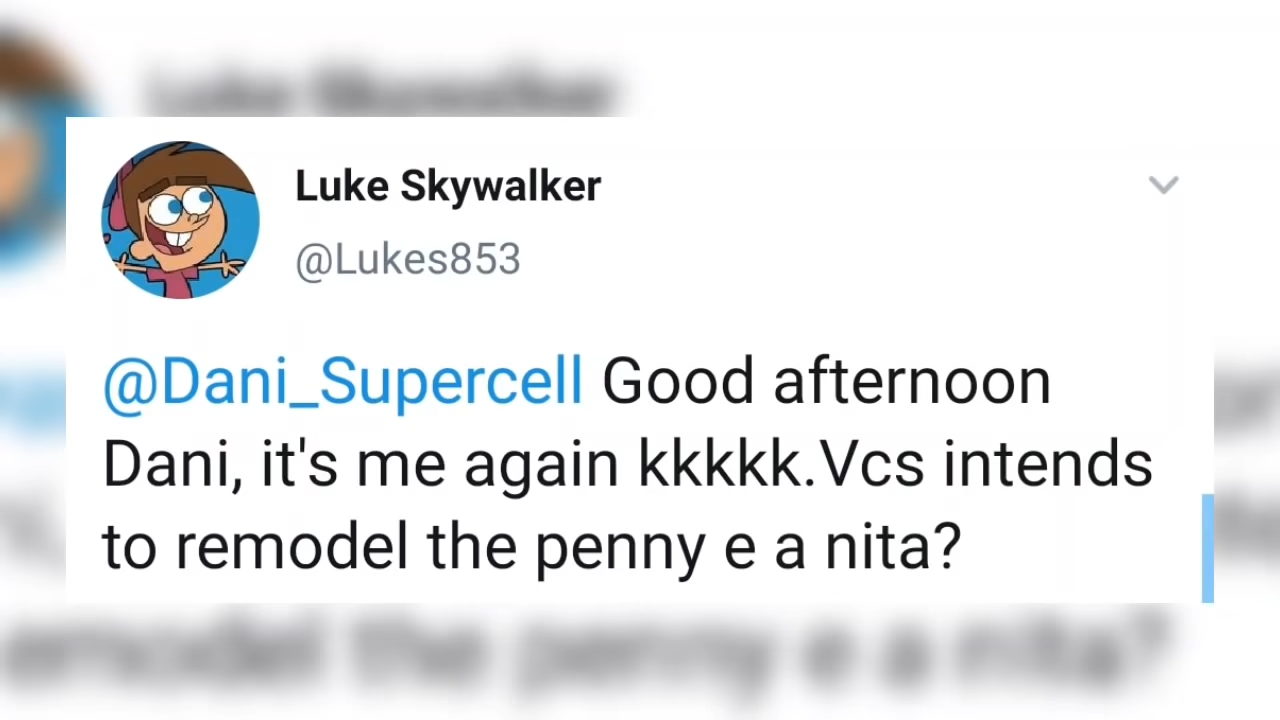 Luke Skywalker
@Lukes853
@Dani_Supercell Good afternoon
Dani, it's me again kkkkk.Vcs intends
to remodel the penny e a nita?